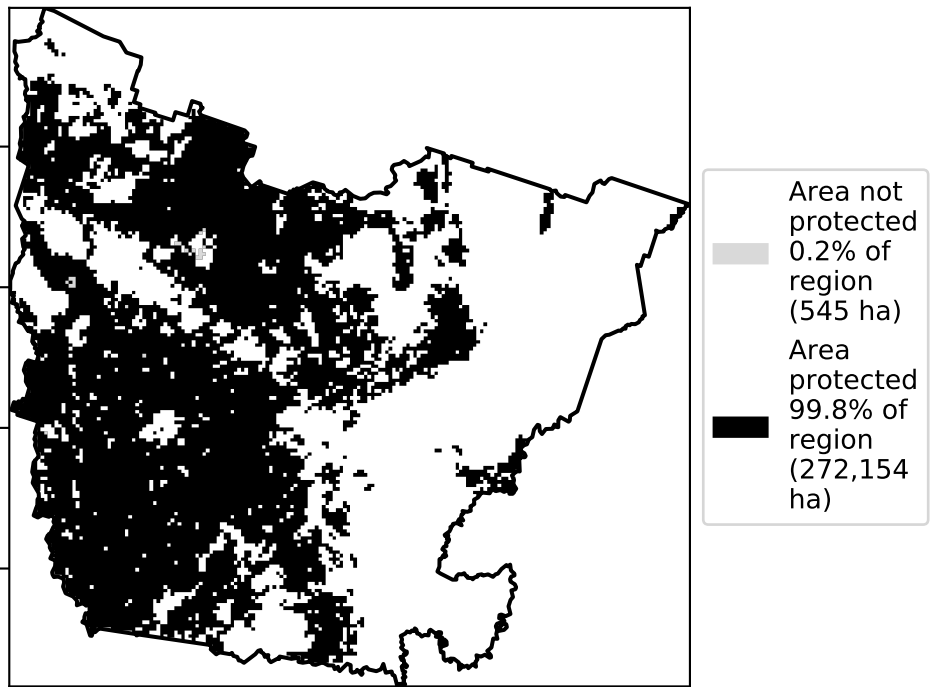 Area not
protected
0.2% of
region
(545 ha)
Area
protected
99.8% of
region
(272,154
ha)